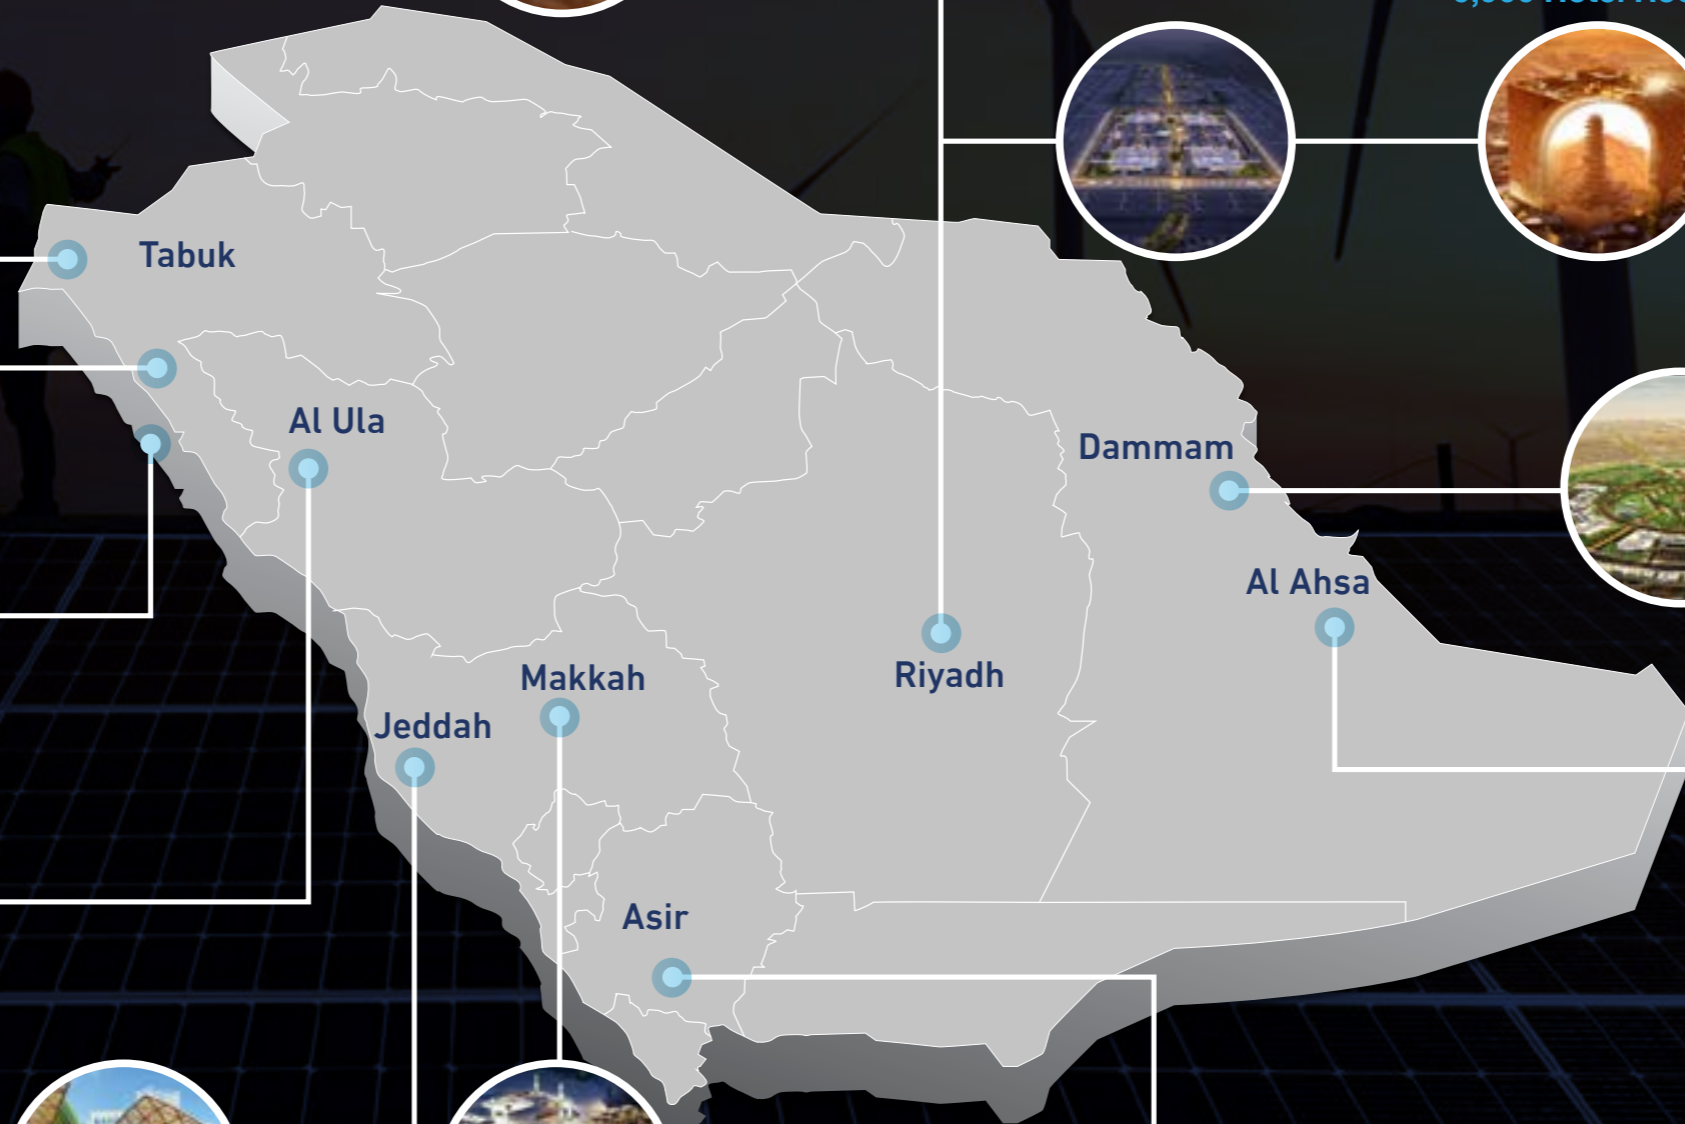 Tabuk
Al Ula
Dammam
Al Ahsa
Riyadh
Makkah
Jeddah
Asir